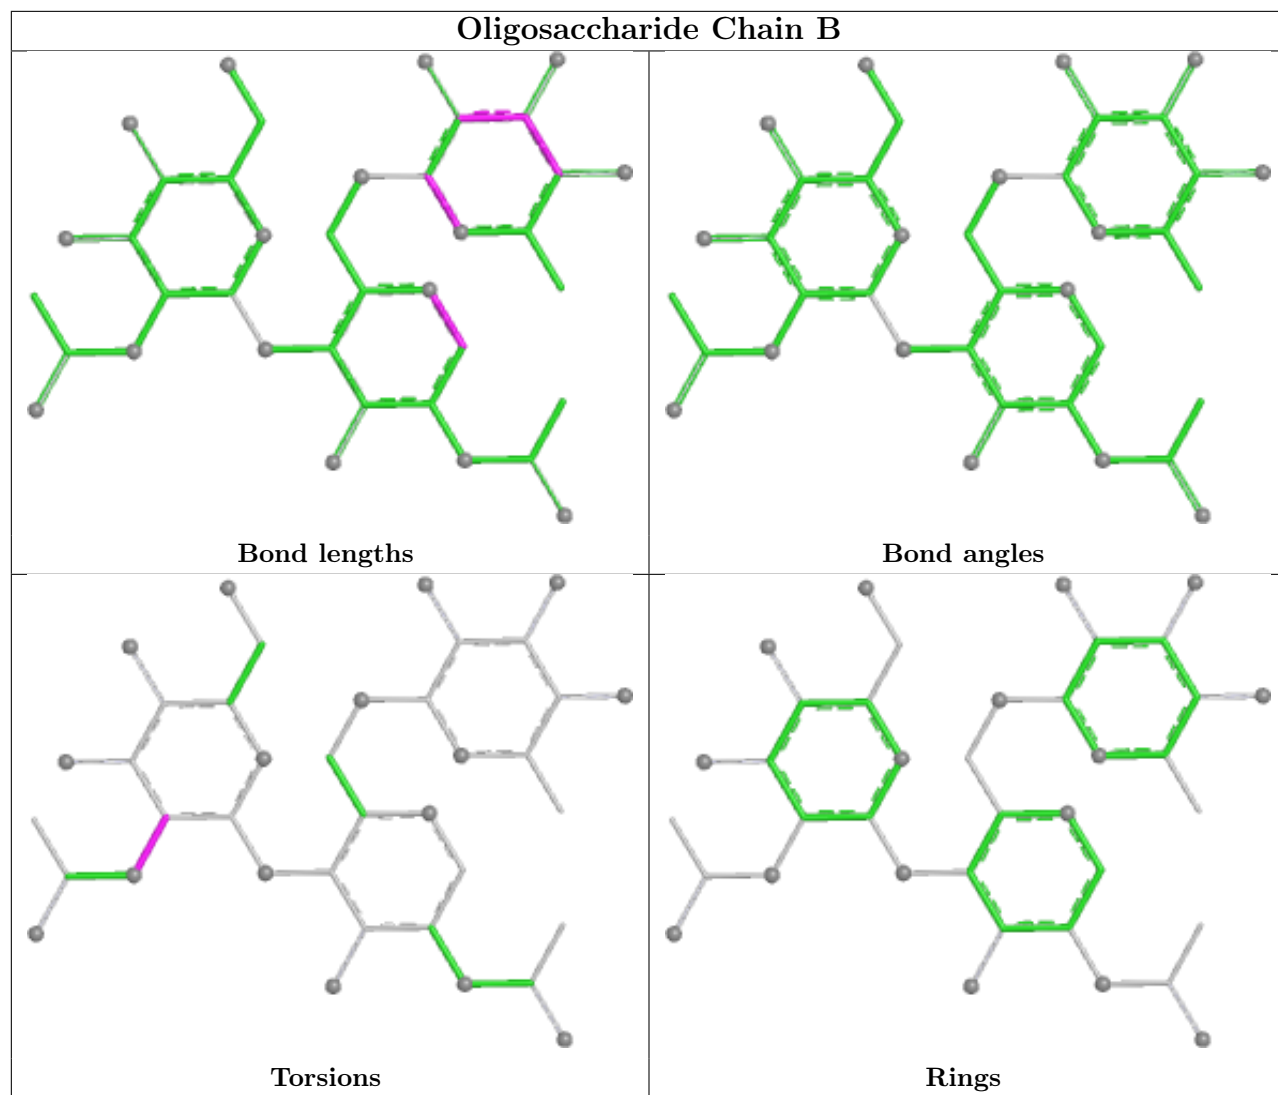 Oligosaccharide Chain B
Bond lengths
Bond angles
Torsions
Rings